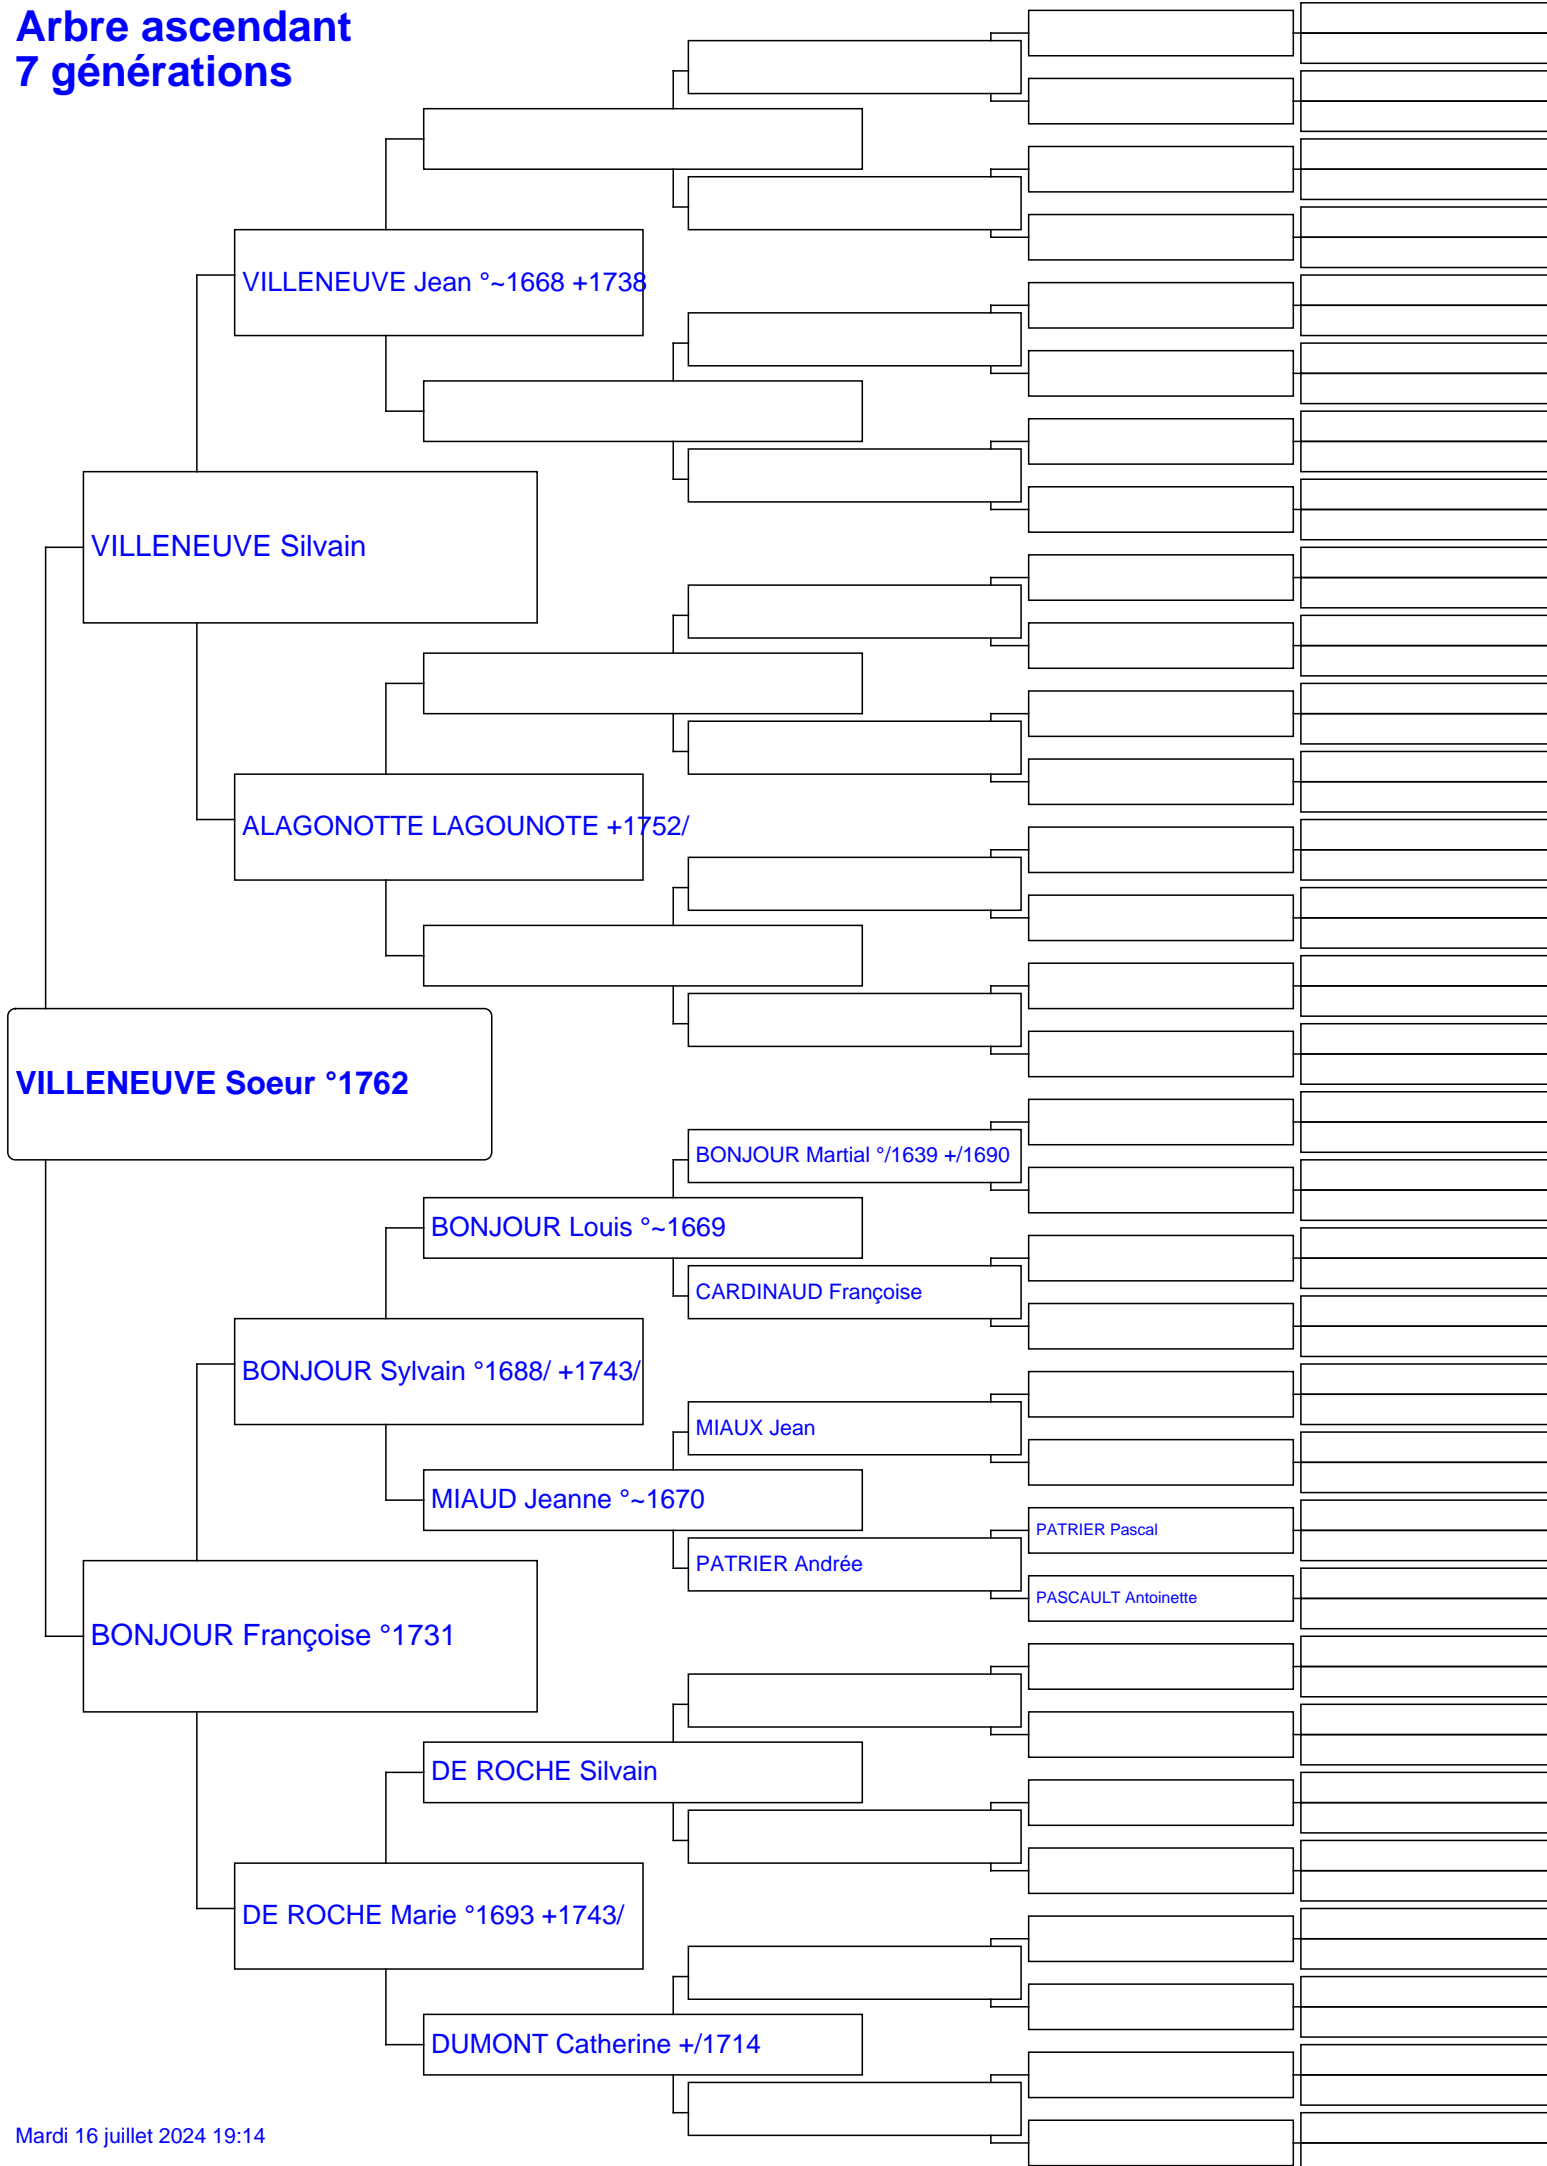 Arbre ascendant
7 générations
VILLENEUVE Jean °~1668 +1738
VILLENEUVE Silvain
ALAGONOTTE LAGOUNOTE +1752/
VILLENEUVE Soeur °1762
BONJOUR Martial °/1639 +/1690
BONJOUR Louis °~1669
CARDINAUD Françoise
BONJOUR Sylvain °1688/ +1743/
MIAUX Jean
MIAUD Jeanne °~1670
PATRIER Pascal
PATRIER Andrée
PASCAULT Antoinette
BONJOUR Françoise °1731
DE ROCHE Silvain
DE ROCHE Marie °1693 +1743/
DUMONT Catherine +/1714
Mardi 16 juillet 2024 19:14